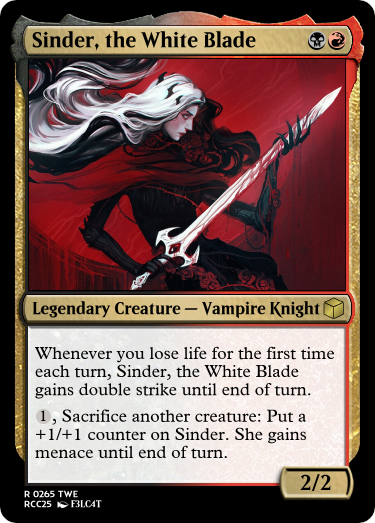 Sinder, the White Blade
Legendary Creature — Vampire Knight
Whenever you lose life for the first time
each turn, Sinder, the White Blade
gains double strike until end of turn.
1, Sacrifice another creature: Put a
+1/+1 counter on Sinder. She gains
menace until end of turn.
2/2
R 0265 TWE
RCC25 F3LC4T